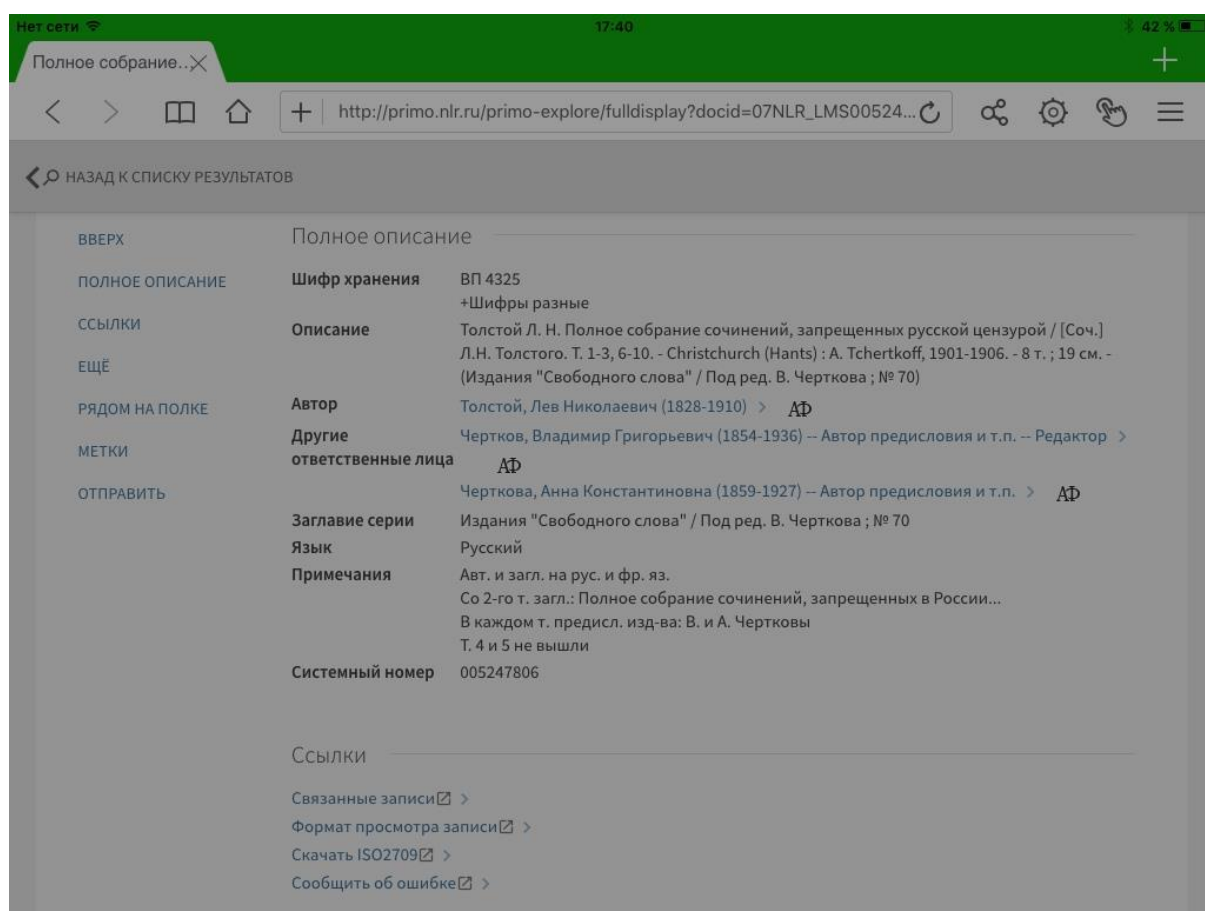 Нет сети 17:40 42 %
Полное собрание..
http://primo.nlr.ru/primo-explore/fulldisplay?docid=07NLR_LMS00524...
НАЗАД К СПИСКУ РЕЗУЛЬТАТОВ
ВВЕРХ
ПОЛНОЕ ОПИСАНИЕ
ССЫЛКИ
ЕЩЁ
РЯДОМ НА ПОЛКЕ
МЕТКИ
ОТПРАВИТЬ
Полное описание
Шифр хранения ВП 4325
+Шифры разные
Описание Толстой Л. Н. Полное собрание сочинений, запрещенных русской цензурой / [Соч.]
Л.Н. Толстого. Т. 1-3, 6-10. - Christchurch (Hants) : A. Tchertkoff, 1901-1906. - 8 т. ; 19 см. -
(Издания "Свободного слова" / Под ред. В. Черткова ; № 70)
Автор Толстой, Лев Николаевич (1828-1910) > АФ
Другие Чертков, Владимир Григорьевич (1854-1936) -- Автор предисловия и т.п. -- Редактор >
ответственные лица АФ
Черткова, Анна Константиновна (1859-1927) -- Автор предисловия и т.п. > АФ
Заглавие серии Издания "Свободного слова" / Под ред. В. Черткова ; № 70
Язык Русский
Примечания Авт. и загл. на рус. и фр. яз.
Со 2-го т. загл.: Полное собрание сочинений, запрещенных в России...
В каждом т. предисл. изд-ва: В. и А. Чертковы
Т. 4 и 5 не вышли
Системный номер 005247806
Ссылки
Связанные записи >
Формат просмотра записи >
Скачать ISO2709 >
Сообщить об ошибке >